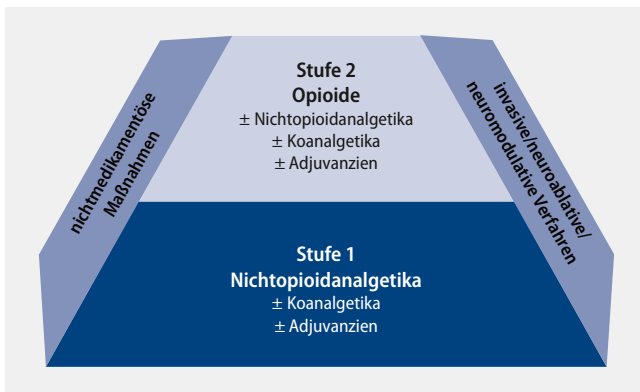 nichtmedikamentöse
Maßnahmen
Stufe 2
Opioide
± Nichtopioidanalgetika
± Koanalgetika
± Adjuvanzien
invasive/neuroablative/
neuromodulative Verfahren
Stufe 1
Nichtopioidanalgetika
± Koanalgetika
± Adjuvanzien